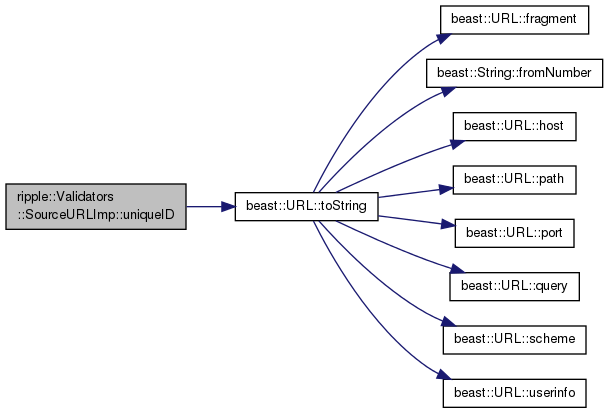 ripple::Validators
::SourceURLImp::uniqueID
beast::URL::toString
beast::URL::fragment
beast::String::fromNumber
beast::URL::host
beast::URL::path
beast::URL::port
beast::URL::query
beast::URL::scheme
beast::URL::userinfo